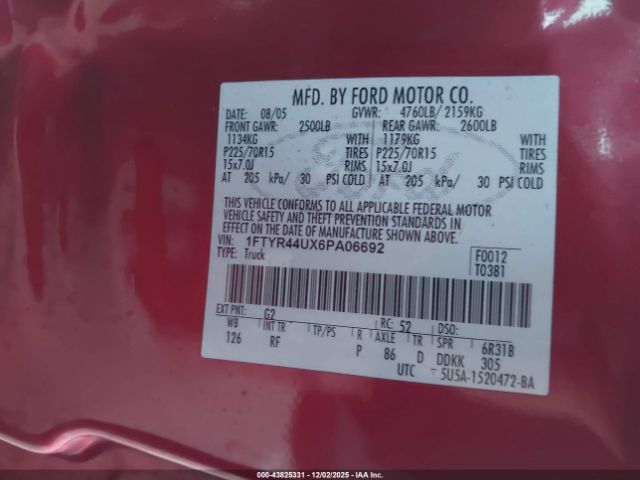 MFD. BY FORD MOTOR CO.
DATE: 08/05 GVWR: 4760LB/ 2159KG
FRONT GAWR: 2500LB REAR GAWR: 2600LB
1134KG WITH 1179KG WITH
P225/70R15 TIRES P225/70R15 TIRES
15x7.0J RIMS 15x7.0J RIMS
AT 205 kPa/ 30 PSI COLD AT 205 kPa/ 30 PSI COLD
THIS VEHICLE CONFORMS TO ALL APPLICABLE FEDERAL MOTOR
VEHICLE SAFETY AND THEFT PREVENTION STANDARDS IN
EFFECT ON THE DATE OF MANUFACTURE SHOWN ABOVE.
VIN: 1FTYR44UX6PA06692 F0012
TYPE: Truck T0381
EXT PNT: G2 RC: 52 DSO:
WB INT TR TP/PS R AXLE TR SPR 6R31B
126 RF P 86 D DDKK 305
UTC 5U5A-1520472-BA
000-43825331 - 12/02/2025 - IAA, Inc.